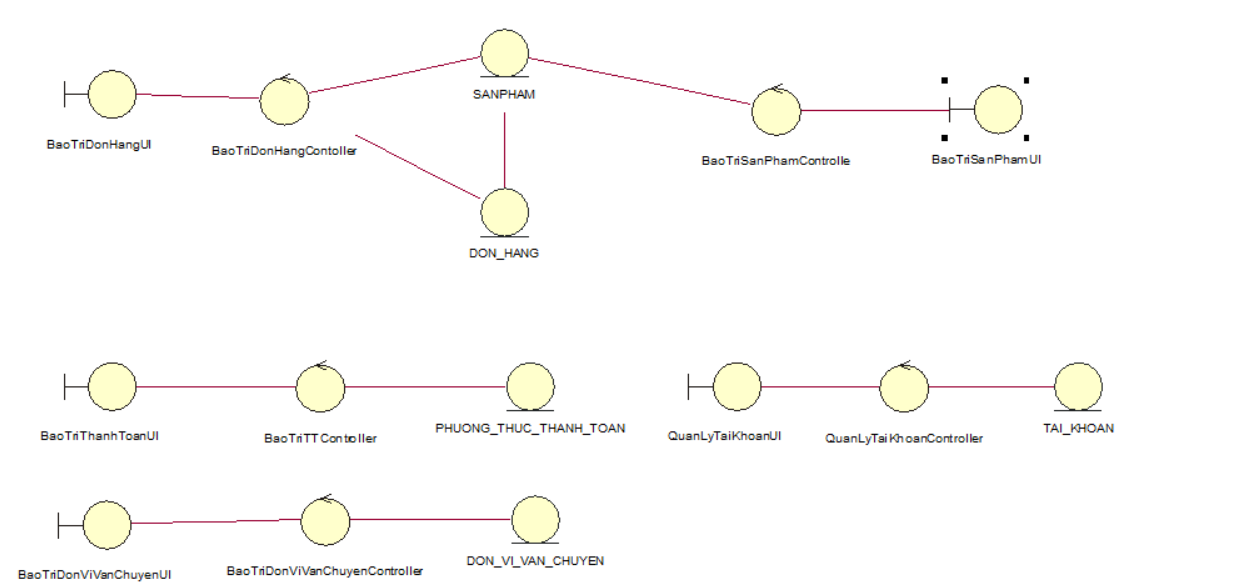 SANPHAM
BaoTriDonHangUI
BaoTriDonHangContoller
BaoTriSanPhamControlle
BaoTriSanPhamUI
DON_HANG
BaoTriThanhToanUI
BaoTriTTController
PHUONG_THUC_THANH_TOAN
QuanLyTaiKhoanUI
QuanLyTaiKhoanController
TAI_KHOAN
BaoTriDonViVanChuyenUI
BaoTriDonViVanChuyenController
DON_VI_VAN_CHUYEN